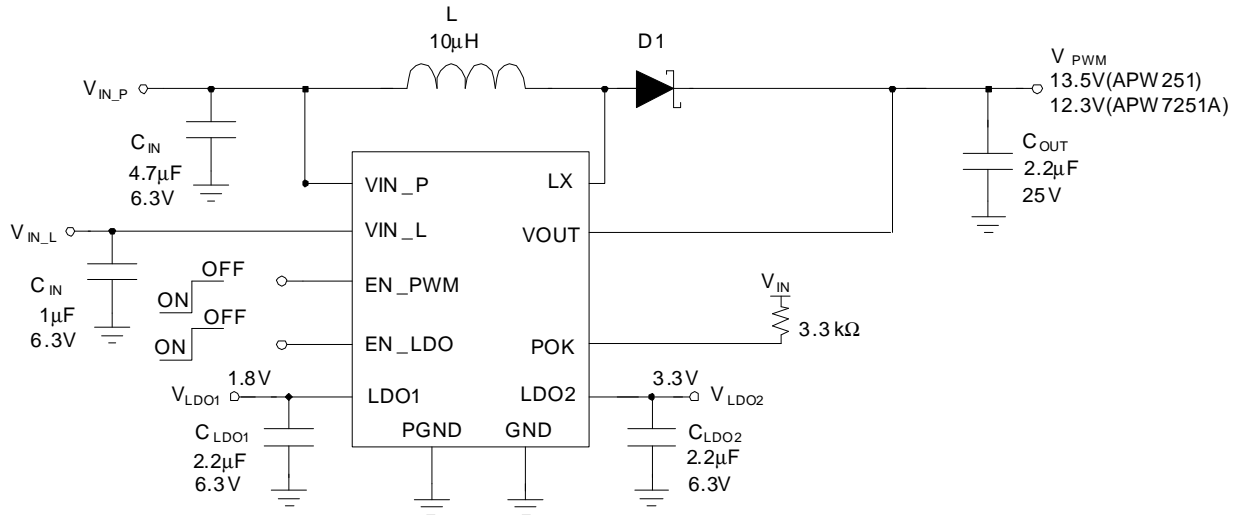 L
10μH
D1
V IN_P
V PWM
13.5V(APW251)
12.3V(APW7251A)
C IN
4.7μF
6.3V
C OUT
2.2μF
25V
VIN_P
LX
V IN_L
VIN_L
VOUT
C IN
1μF
6.3V
OFF
ON
EN_PWM
V IN
3.3kΩ
OFF
ON
EN_LDO
POK
V LDO1
1.8V
LDO1
LDO2
3.3V
V LDO2
C LDO1
2.2μF
6.3V
PGND
GND
C LDO2
2.2μF
6.3V